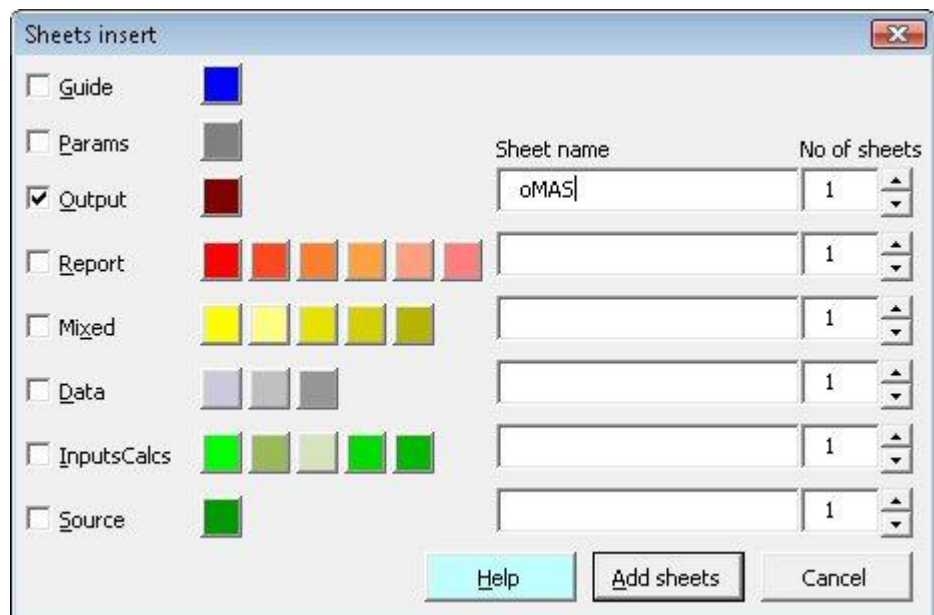 Sheets insert
Guide
Params
Sheet name No of sheets
Output oMAS 1
Report 1
Mixed 1
Data 1
InputsCalcs 1
Source 1
Help Add sheets Cancel